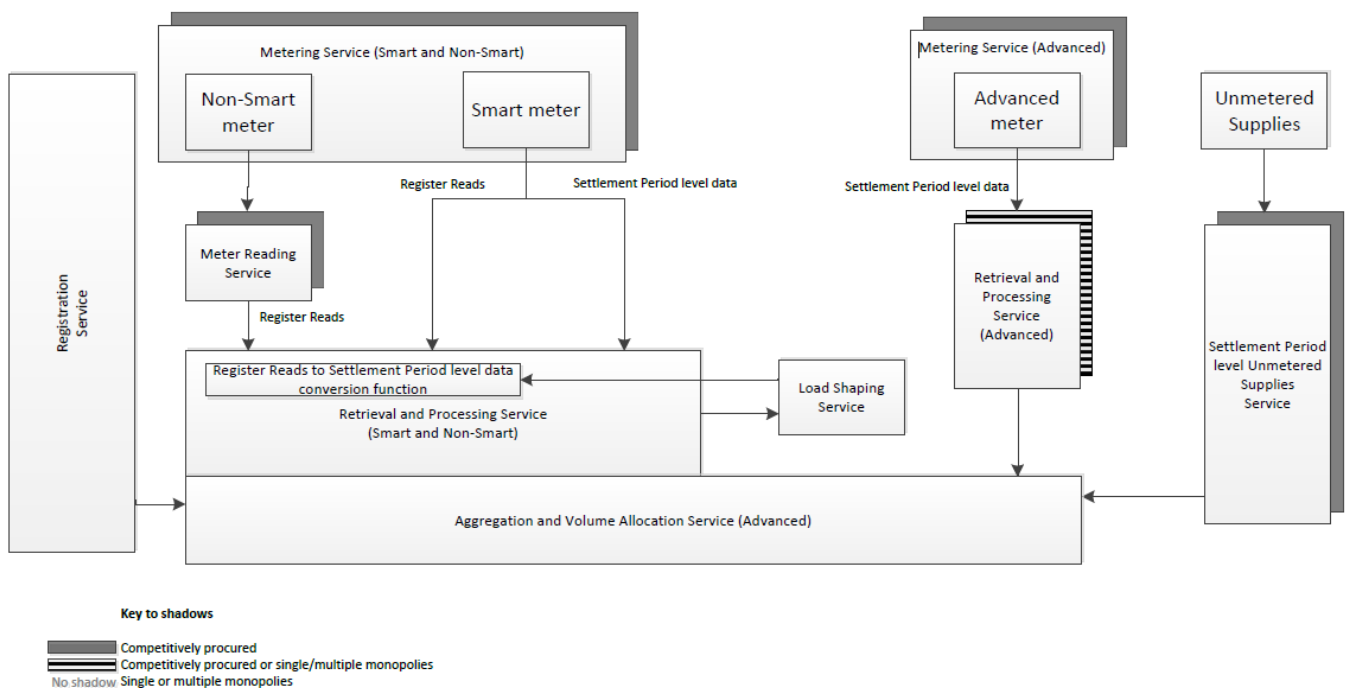 Metering Service (Smart and Non-Smart)
Non-Smart
meter
Smart meter
Metering Service (Advanced)
Advanced
meter
Unmetered
Supplies
Register Reads
Settlement Period level data
Settlement Period level data
Meter Reading
Service
Register Reads
Registration
Service
Retrieval and
Processing
Service
(Advanced)
Register Reads to Settlement Period level data
conversion function
Retrieval and Processing Service
(Smart and Non-Smart)
Load Shaping
Service
Settlement Period
level Unmetered
Supplies
Service
Aggregation and Volume Allocation Service (Advanced)
Key to shadows
Competitively procured
Competitively procured or single/multiple monopolies
No shadow Single or multiple monopolies